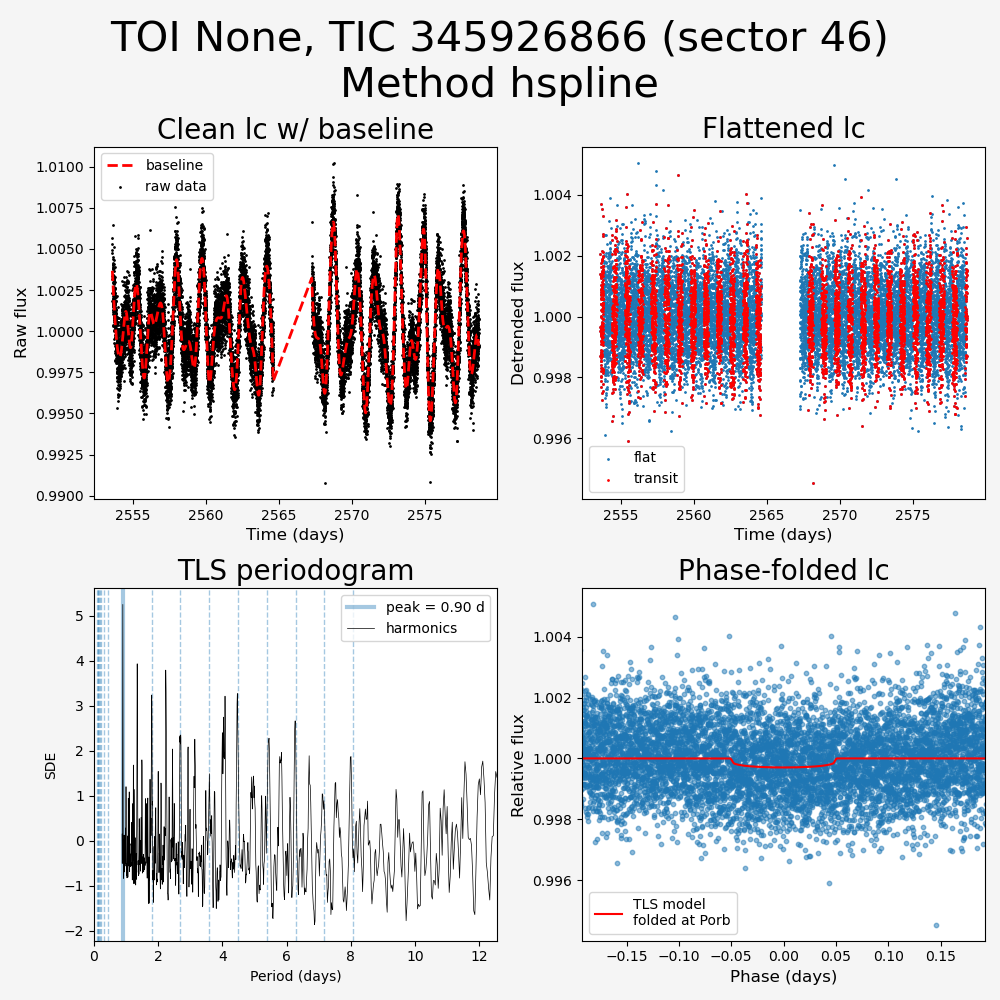 TOI None, TIC 345926866 (sector 46)
Method hspline
Clean lc w/ baseline
Flattened lc
baseline
raw data
1.0100
1.0075
1.0050
1.0025
1.0000
0.9975
0.9950
0.9925
0.9900
Raw flux
2555 2560 2565 2570 2575
Time (days)
1.004
1.002
1.000
0.998
0.996
Detrended flux
flat
transit
2555 2560 2565 2570 2575
Time (days)
TLS periodogram
Phase-folded lc
peak = 0.90 d
harmonics
5
4
3
2
1
0
−1
−2
SDE
0 2 4 6 8 10 12
Period (days)
1.004
1.002
1.000
0.998
0.996
Relative flux
TLS model
folded at Porb
−0.15 −0.10 −0.05 0.00 0.05 0.10 0.15
Phase (days)